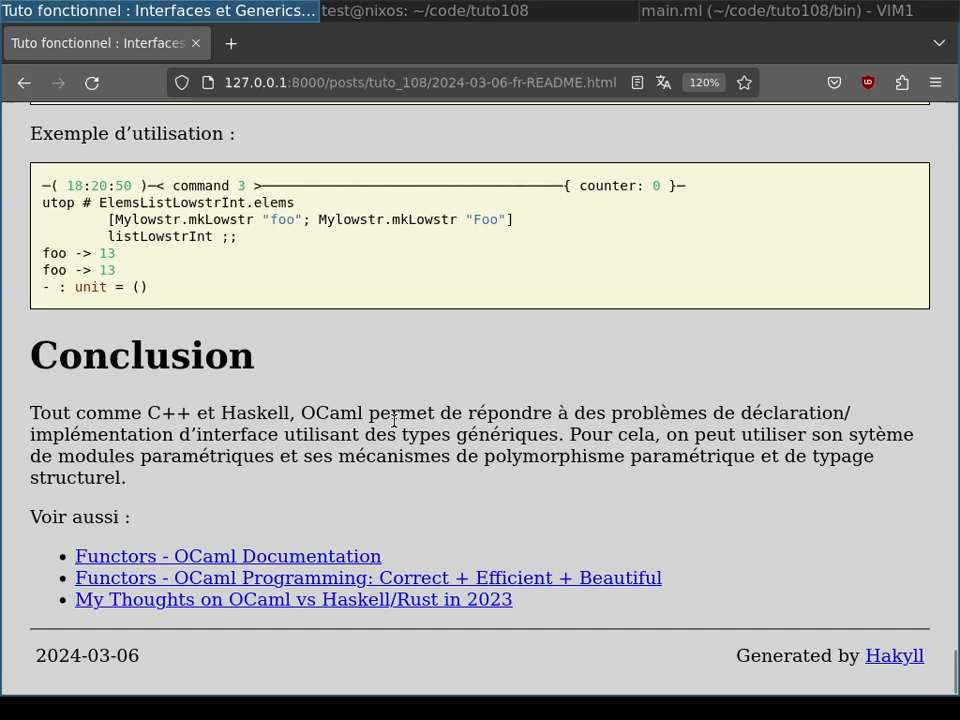 Tuto fonctionnel : Interfaces et Generics... test@nixos: ~/code/tuto108 main.ml (~/code/tuto108/bin) - VIM1
Tuto fonctionnel : Interfaces
127.0.0.1:8000/posts/tuto_108/2024-03-06-fr-README.html 120%
Exemple d’utilisation :
─( 18:20:50 )─< command 3 >─────────────────────────────────────{ counter: 0 }─
utop # ElemsListLowstrInt.elems
[Mylowstr.mkLowstr "foo"; Mylowstr.mkLowstr "Foo"]
listLowstrInt ;;
foo -> 13
foo -> 13
- : unit = ()
Conclusion
Tout comme C++ et Haskell, OCaml permet de répondre à des problèmes de déclaration/
implémentation d’interface utilisant des types génériques. Pour cela, on peut utiliser son sytème
de modules paramétriques et ses mécanismes de polymorphisme paramétrique et de typage
structurel.
Voir aussi :
• Functors - OCaml Documentation
• Functors - OCaml Programming: Correct + Efficient + Beautiful
• My Thoughts on OCaml vs Haskell/Rust in 2023
2024-03-06 Generated by Hakyll